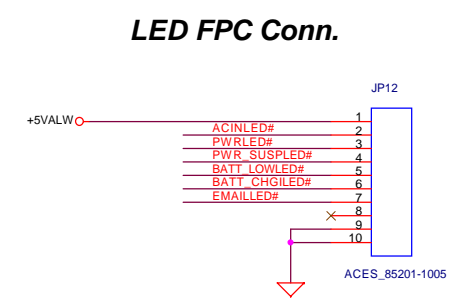 LED FPC Conn.
JP12
+5VALW
1
ACINLED#
2
PWRLED#
3
PWR_SUSPLED#
4
BATT_LOWLED#
5
BATT_CHGILED#
6
EMAILLED#
7
8
9
10
ACES_85201-1005